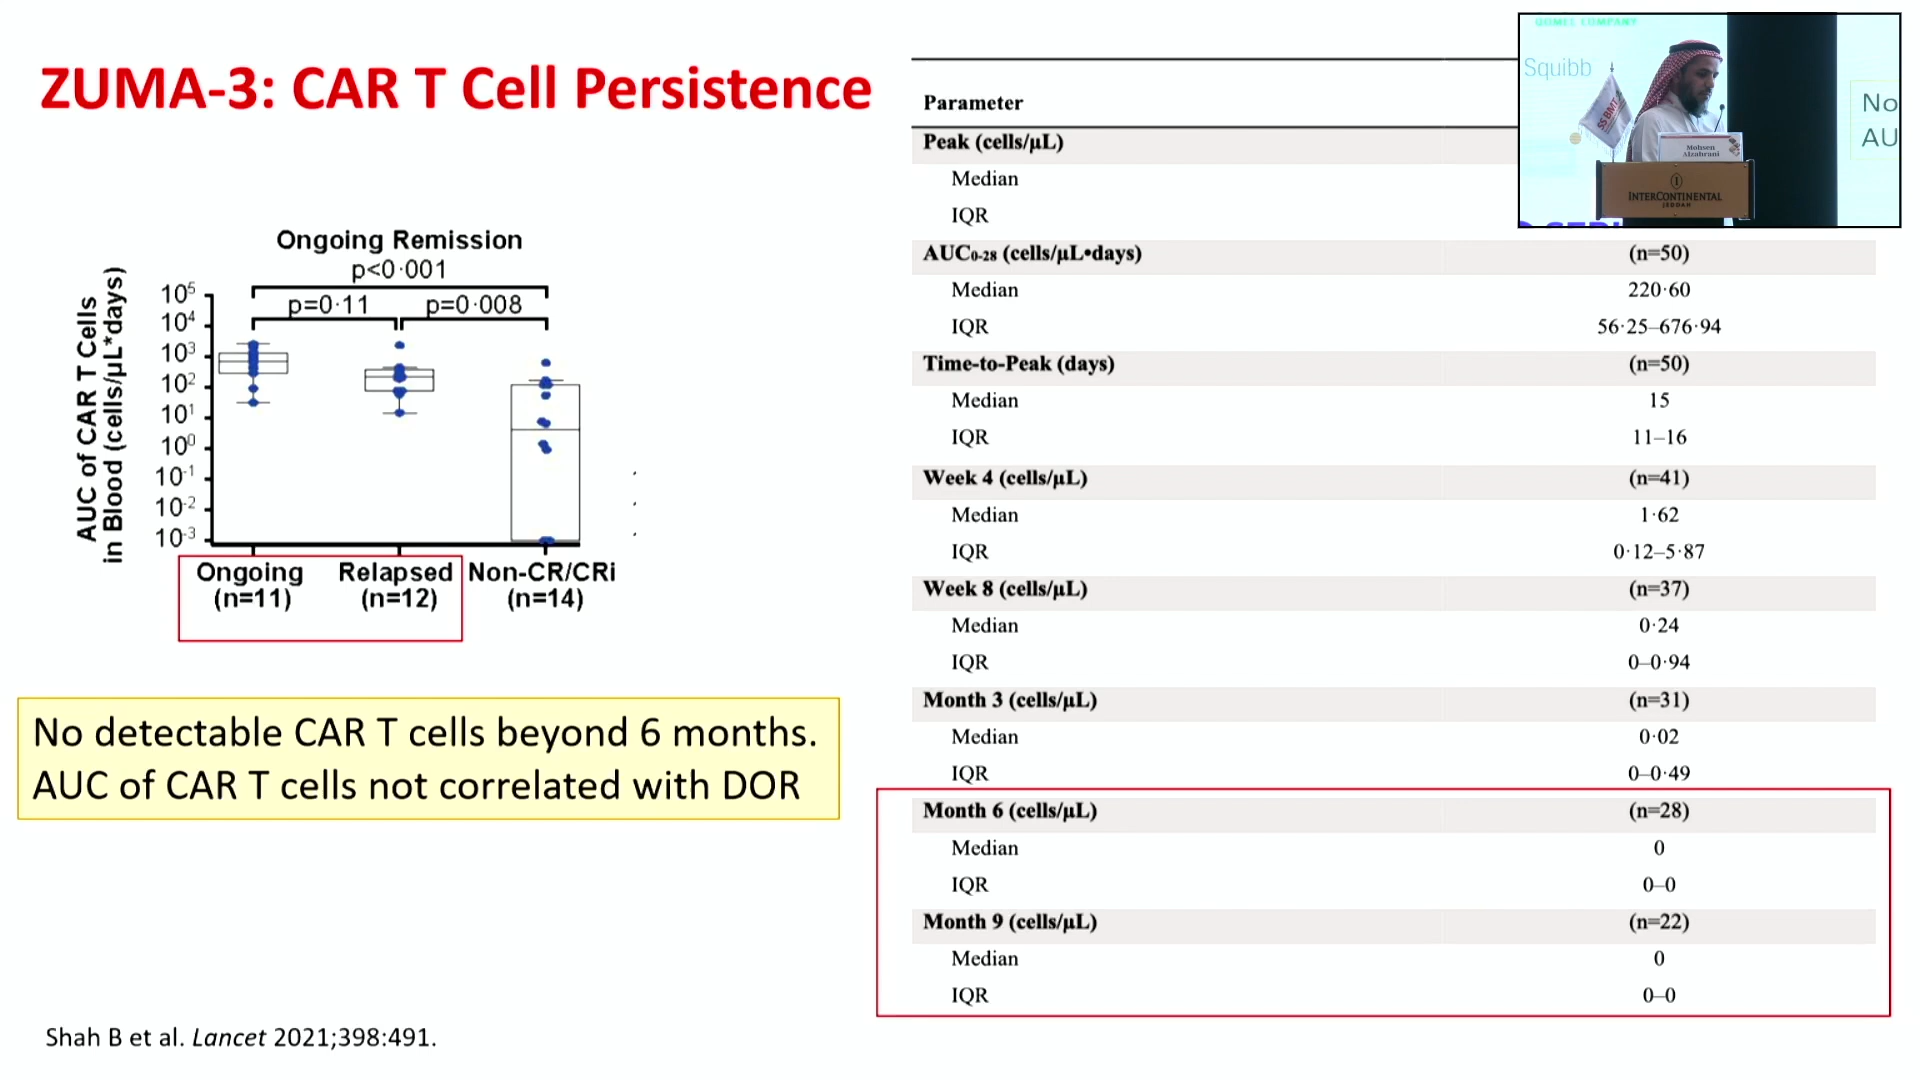 ZUMA-3: CAR T Cell Persistence
Ongoing Remission
p<0·001
p=0·11
p=0·008
AUC of CAR T Cells
in Blood (cells/µL*days)
10⁵
10⁴
10³
10²
10¹
10⁰
10⁻¹
10⁻²
10⁻³
Ongoing
(n=11)
Relapsed
(n=12)
Non-CR/CRi
(n=14)
No detectable CAR T cells beyond 6 months.
AUC of CAR T cells not correlated with DOR
Shah B et al. Lancet 2021;398:491.
Parameter
Peak (cells/µL)
Median
IQR
AUC₀₋₂₈ (cells/µL•days) (n=50)
Median 220·60
IQR 56·25–676·94
Time-to-Peak (days) (n=50)
Median 15
IQR 11–16
Week 4 (cells/µL) (n=41)
Median 1·62
IQR 0·12–5·87
Week 8 (cells/µL) (n=37)
Median 0·24
IQR 0–0·94
Month 3 (cells/µL) (n=31)
Median 0·02
IQR 0–0·49
Month 6 (cells/µL) (n=28)
Median 0
IQR 0–0
Month 9 (cells/µL) (n=22)
Median 0
IQR 0–0
COMPANY
Squibb
SSBMT
No
AU
Mohsen
Alzahrani
INTERCONTINENTAL
JEDDAH